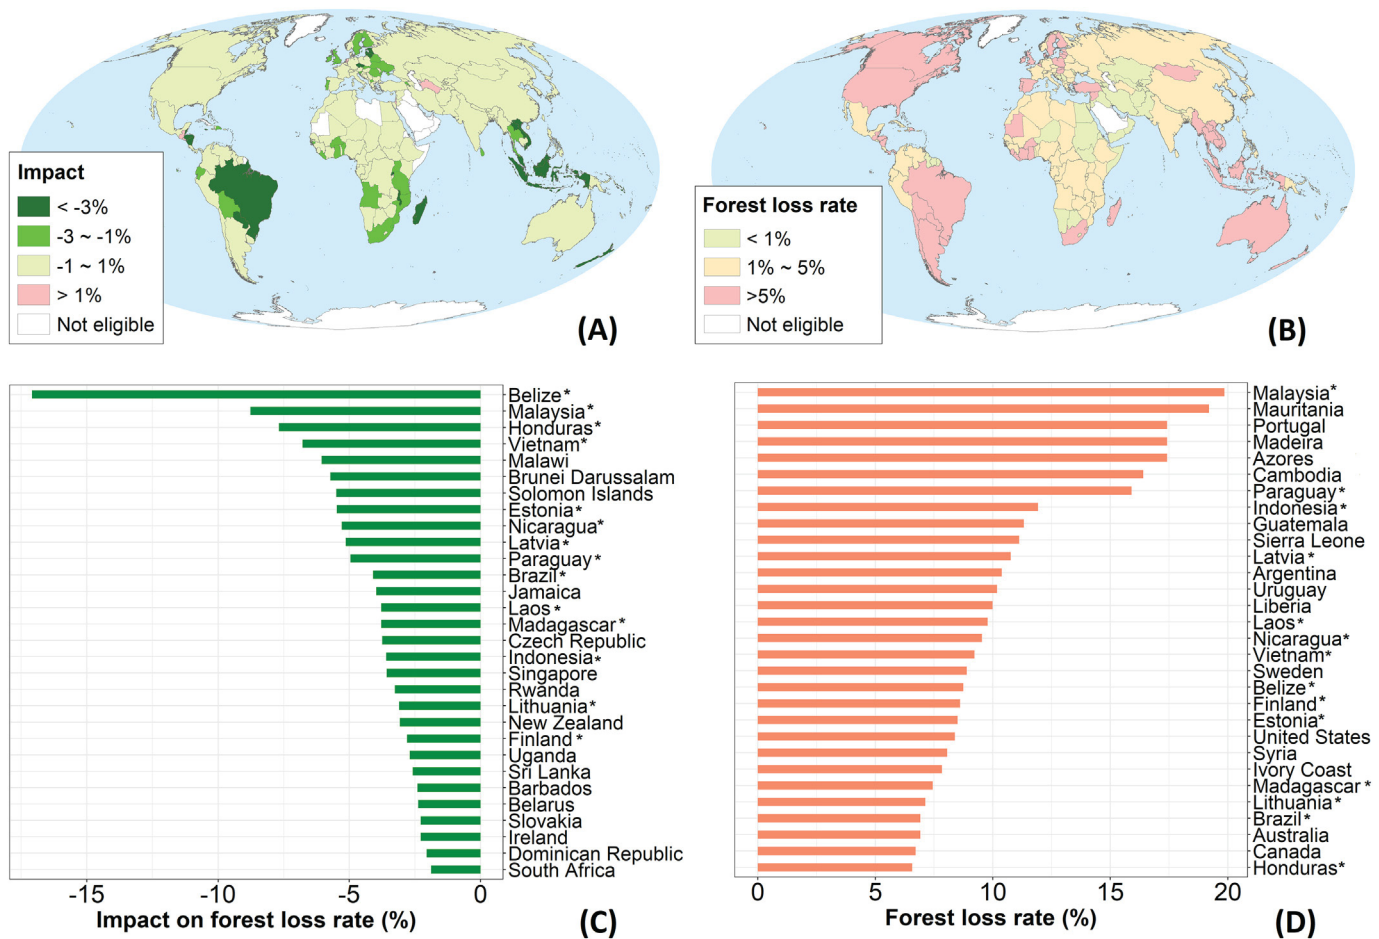 Impact
< -3%
-3 ~ -1%
-1 ~ 1%
> 1%
Not eligible
(A)
Forest loss rate
< 1%
1% ~ 5%
>5%
Not eligible
(B)
Belize*
Malaysia*
Honduras*
Vietnam*
Malawi
Brunei Darussalam
Solomon Islands
Estonia*
Nicaragua*
Latvia*
Paraguay*
Brazil*
Jamaica
Laos*
Madagascar*
Czech Republic
Indonesia*
Singapore
Rwanda
Lithuania*
New Zealand
Finland*
Uganda
Sri Lanka
Barbados
Belarus
Slovakia
Ireland
Dominican Republic
South Africa
-15 -10 -5 0
Impact on forest loss rate (%)
(C)
Malaysia*
Mauritania
Portugal
Madeira
Azores
Cambodia
Paraguay*
Indonesia*
Guatemala
Sierra Leone
Latvia*
Argentina
Uruguay
Liberia
Laos*
Nicaragua*
Vietnam*
Sweden
Belize*
Finland*
Estonia*
United States
Syria
Ivory Coast
Madagascar*
Lithuania*
Brazil*
Australia
Canada
Honduras*
0 5 10 15 20
Forest loss rate (%)
(D)